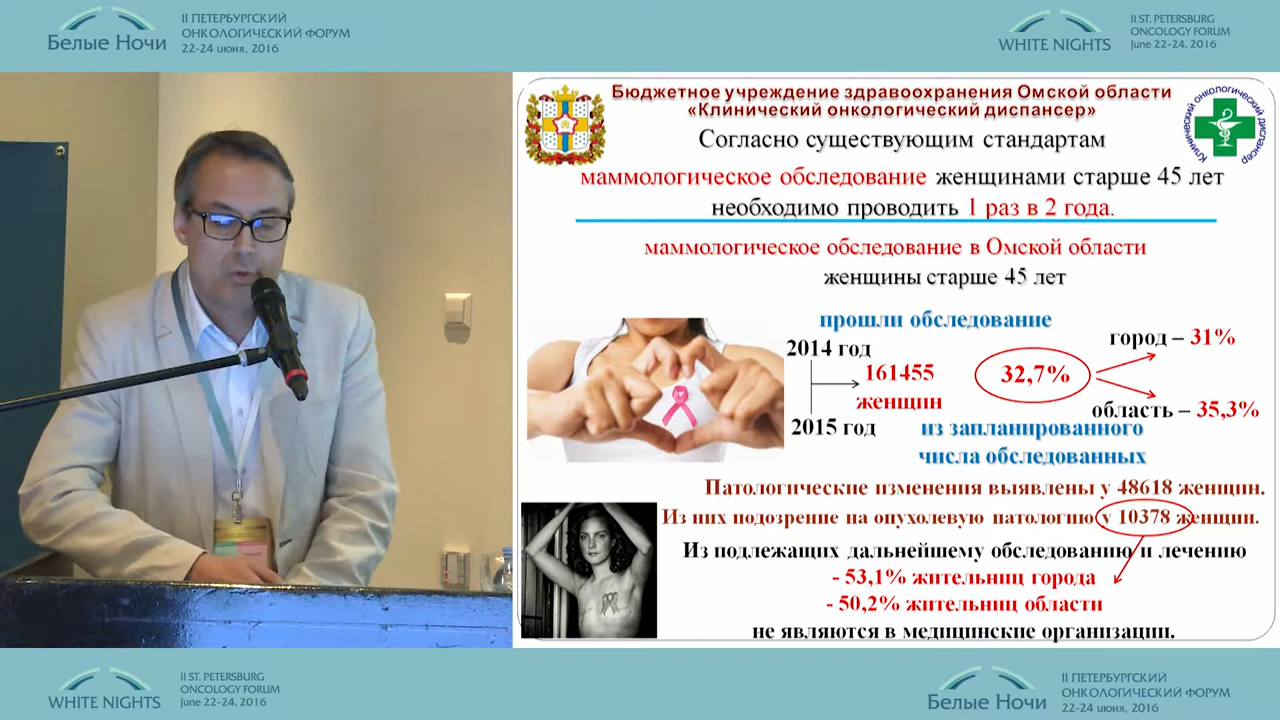 Белые Ночи
II ПЕТЕРБУРГСКИЙ
ОНКОЛОГИЧЕСКИЙ ФОРУМ
22-24 июня, 2016
WHITE NIGHTS
II ST. PETERSBURG
ONCOLOGY FORUM
June 22-24, 2016
Бюджетное учреждение здравоохранения Омской области
«Клинический онкологический диспансер»
Клинический онкологический диспансер
Согласно существующим стандартам
маммологическое обследование женщинами старше 45 лет
необходимо проводить 1 раз в 2 года.
маммологическое обследование в Омской области
женщины старше 45 лет
прошли обследование
2014 год
161455
женщин
2015 год
32,7%
город – 31%
область – 35,3%
из запланированного
числа обследованных
Патологические изменения выявлены у 48618 женщин.
Из них подозрение на опухолевую патологию у 10378 женщин.
Из подлежащих дальнейшему обследованию и лечению
- 53,1% жительниц города
- 50,2% жительниц области
не являются в медицинские организации.
WHITE NIGHTS
II ST. PETERSBURG
ONCOLOGY FORUM
June 22-24, 2016
Белые Ночи
II ПЕТЕРБУРГСКИЙ
ОНКОЛОГИЧЕСКИЙ ФОРУМ
22-24 июня, 2016